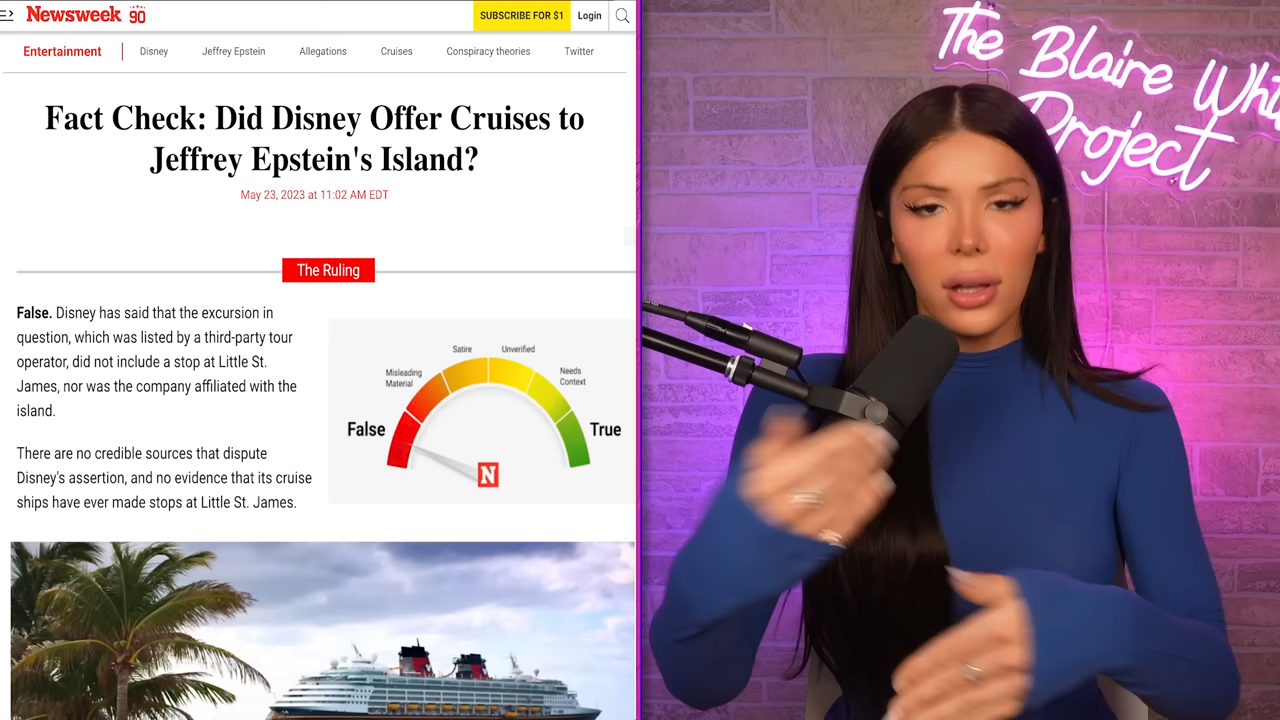 Newsweek 90
SUBSCRIBE FOR $1
Login
Entertainment
Disney
Jeffrey Epstein
Allegations
Cruises
Conspiracy theories
Twitter
Fact Check: Did Disney Offer Cruises to
Jeffrey Epstein's Island?
May 23, 2023 at 11:02 AM EDT
The Ruling
False. Disney has said that the excursion in
question, which was listed by a third-party tour
operator, did not include a stop at Little St.
James, nor was the company affiliated with the
island.
There are no credible sources that dispute
Disney's assertion, and no evidence that its cruise
ships have ever made stops at Little St. James.
Satire
Unverified
Misleading
Material
Needs
Context
False
True
N
The Blaire Whi
Project